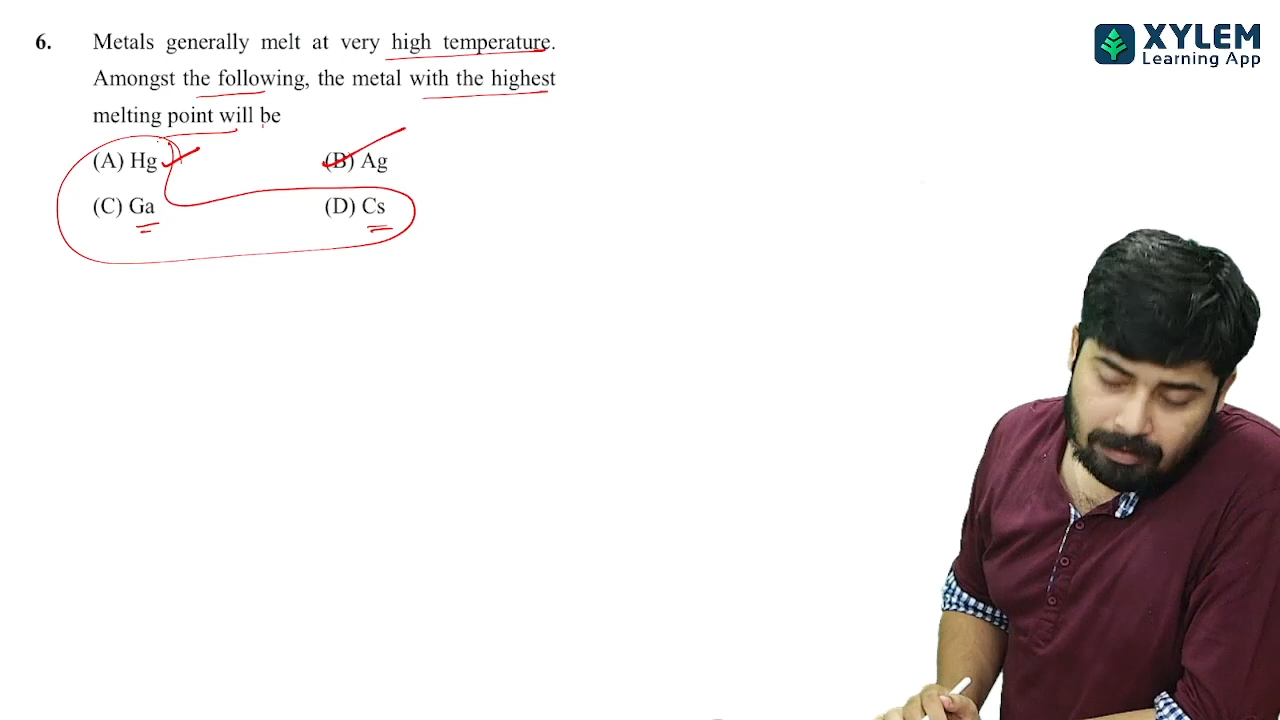 6. Metals generally melt at very high temperature.
Amongst the following, the metal with the highest
melting point will be
(A) Hg (B) Ag
(C) Ga (D) Cs
XYLEM
Learning App